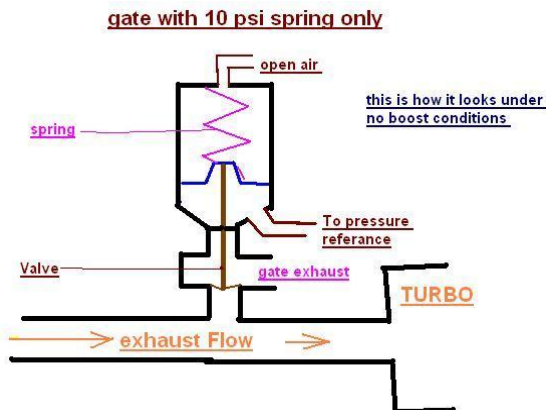 gate with 10 psi spring only
open air
this is how it looks under
no boost conditions
spring
To pressure
referance
Valve
gate exhaust
TURBO
exhaust Flow